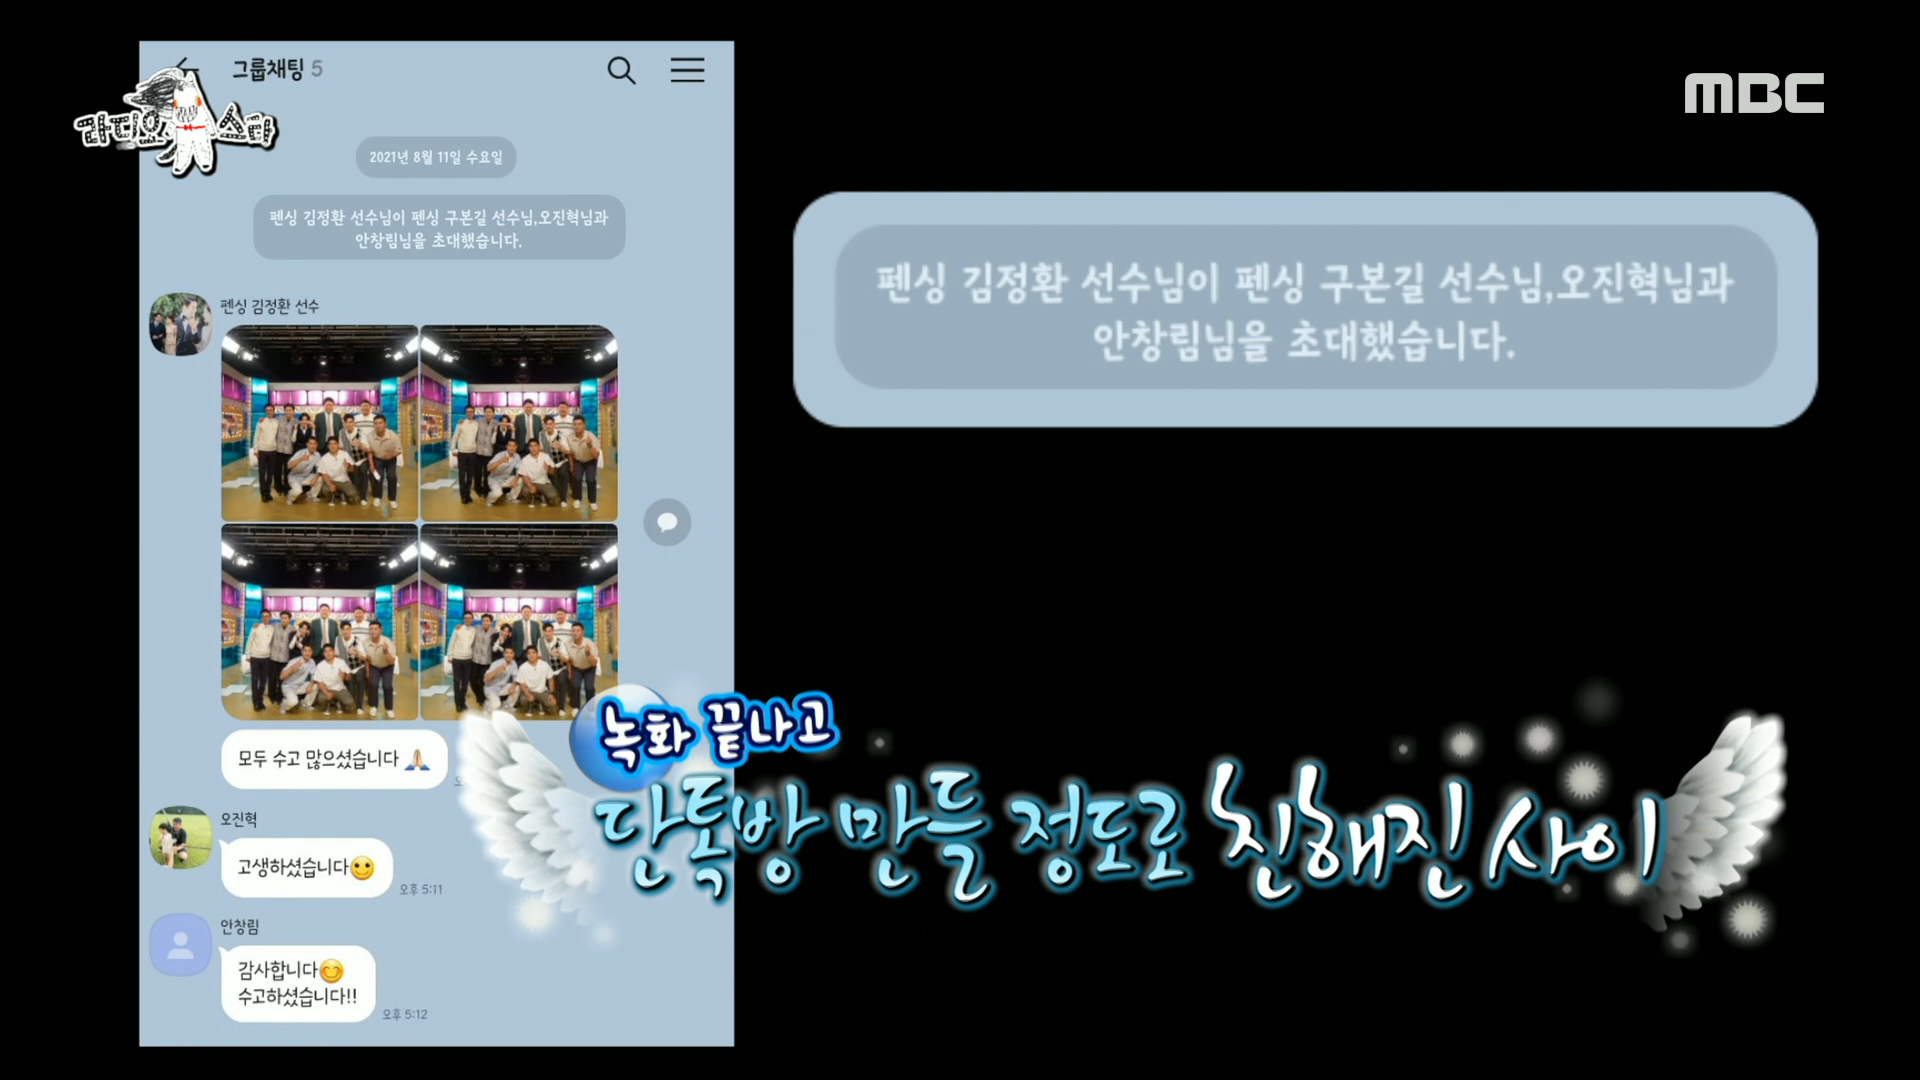 그룹채팅 5
라디오스타
MBC
2021년 8월 11일 수요일
펜싱 김정환 선수님이 펜싱 구본길 선수님,오진혁님과
안창림님을 초대했습니다.
펜싱 김정환 선수님이 펜싱 구본길 선수님,오진혁님과
안창림님을 초대했습니다.
펜싱 김정환 선수
모두 수고 많으셨습니다🙏🏻
오진혁
고생하셨습니다🙂
오후 5:11
안창림
감사합니다😊
수고하셨습니다!!
오후 5:12
녹화 끝나고
단톡방 만들 정도로 친해진 사이